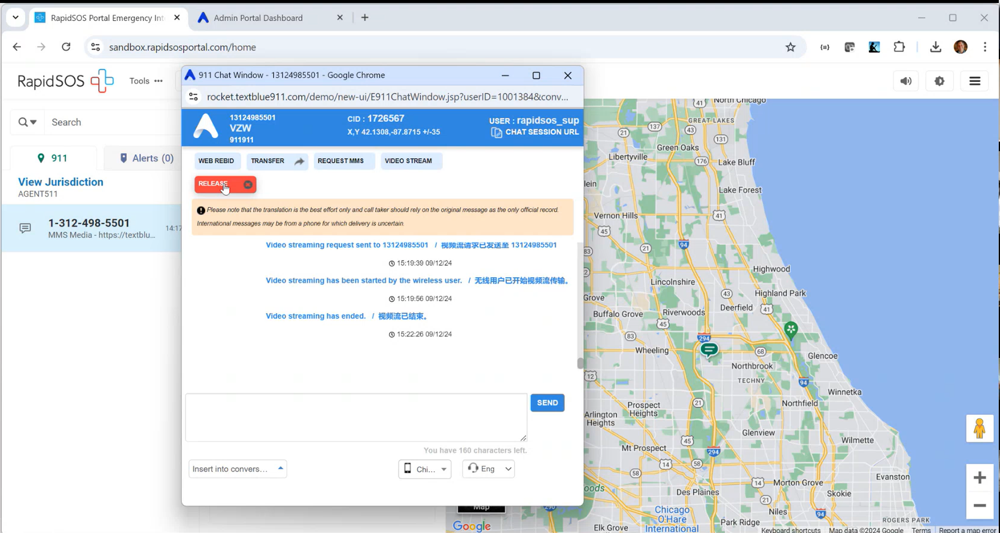 RapidSOS Portal Emergency Int
Admin Portal Dashboard
sandbox.rapidsosportal.com/home
RapidSOS
Tools
Search
911
Alerts (0)
View Jurisdiction
AGENT511
1-312-498-5501
14:17
MMS Media - https://textblu...
911 Chat Window - 13124985501 - Google Chrome
rocket.textblue911.com/demo/new-ui/E911ChatWindow.jsp?userID=1001384&conv...
13124985501
VZW
911911
CID : 1726567
X,Y 42.1308,-87.8715 +/-35
USER : rapidsos_sup
CHAT SESSION URL
WEB REBID
TRANSFER
REQUEST MMS
VIDEO STREAM
RELEASE
Please note that the translation is the best effort only and call taker should rely on the original message as the only official record.
International messages may be from a phone for which delivery is uncertain.
Video streaming request sent to 13124985501 / 视频流请求已发送至 13124985501
15:19:39 09/12/24
Video streaming has been started by the wireless user. / 无线用户已开始视频流传输。
15:19:56 09/12/24
Video streaming has ended. / 视频流已结束。
15:22:26 09/12/24
SEND
You have 160 characters left.
Insert into convers...
Chi...
Eng
North Chicago
41
GREAT LAKES
137
43
21
131
Green Oaks
Libertyville
176
Lake Bluff
lein
Lake Forest
Vernon Hills
41
45
21
94
Highwood
Lincolnshire
Grove
43
Highland Park
Deerfield
41
Buffalo Grove
Riverwoods
45
83
294
Wheeling
68
Glencoe
Northbrook
12
TECHNY
94
Winnetka
21
Northfield
Prospect
Heights
Arlington
Heights
Glenview
45
Wilmette
Mt Prospect
294
14
58
58
Evanston
14
Morton Grove
Des Plaines
Skokie
21
Niles
94
Chicago
O'Hare
International
Park Ridge
ROGERS PARK
290
Elk Grove
Map
Google
Keyboard shortcuts
Map data ©2024 Google
Terms
Report a map error